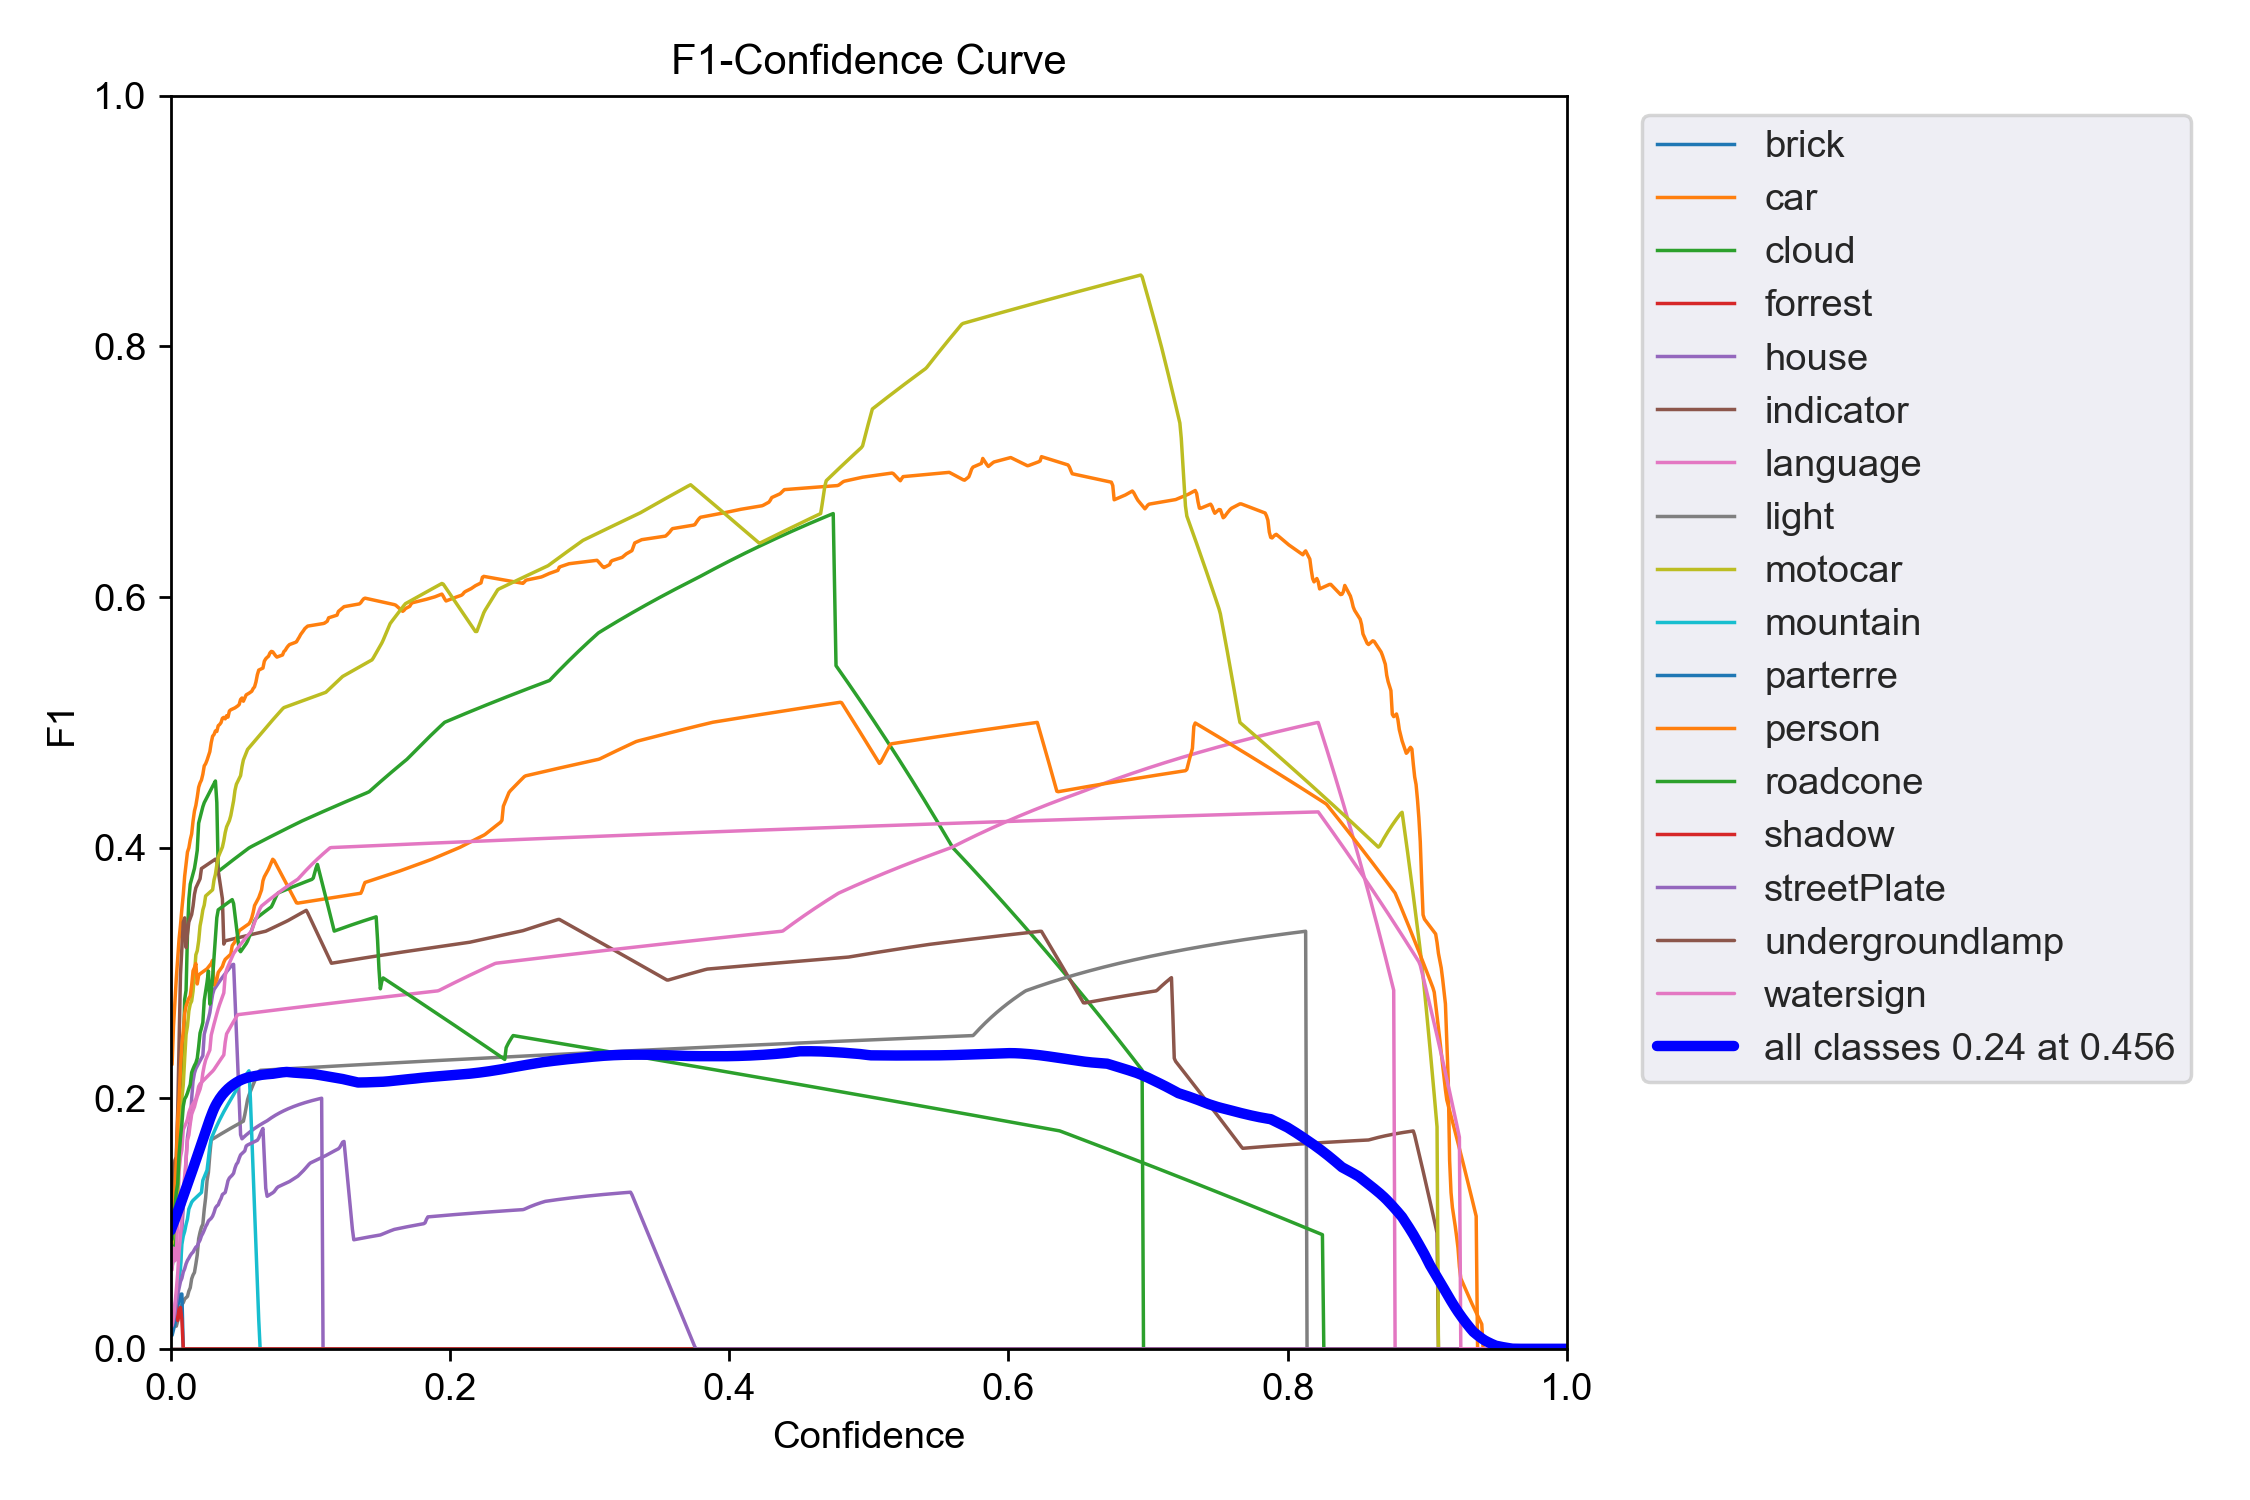 F1-Confidence Curve
1.0
0.8
0.6
0.4
0.2
0.0
F1
0.0 0.2 0.4 0.6 0.8 1.0
Confidence
brick
car
cloud
forrest
house
indicator
language
light
motocar
mountain
parterre
person
roadcone
shadow
streetPlate
undergroundlamp
watersign
all classes 0.24 at 0.456